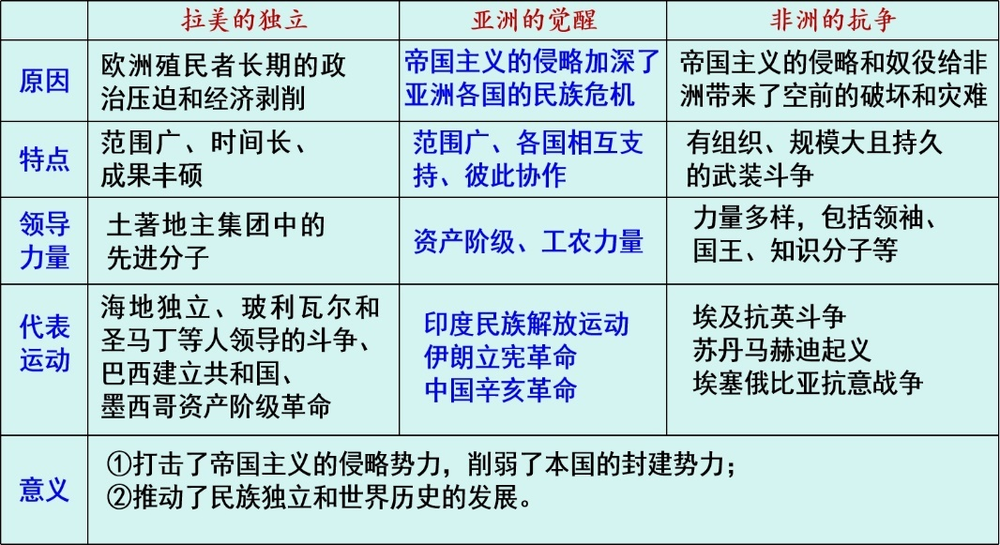 拉美的独立
亚洲的觉醒
非洲的抗争
原因
欧洲殖民者长期的政
治压迫和经济剥削
帝国主义的侵略加深了
亚洲各国的民族危机
帝国主义的侵略和奴役给非
洲带来了空前的破坏和灾难
特点
范围广、时间长、
成果丰硕
范围广、各国相互支
持、彼此协作
有组织、规模大且持久
的武装斗争
领导
力量
土著地主集团中的
先进分子
资产阶级、工农力量
力量多样，包括领袖、
国王、知识分子等
代表
运动
海地独立、玻利瓦尔和
圣马丁等人领导的斗争、
巴西建立共和国、
墨西哥资产阶级革命
印度民族解放运动
伊朗立宪革命
中国辛亥革命
埃及抗英斗争
苏丹马赫迪起义
埃塞俄比亚抗意战争
意义
①打击了帝国主义的侵略势力，削弱了本国的封建势力；
②推动了民族独立和世界历史的发展。